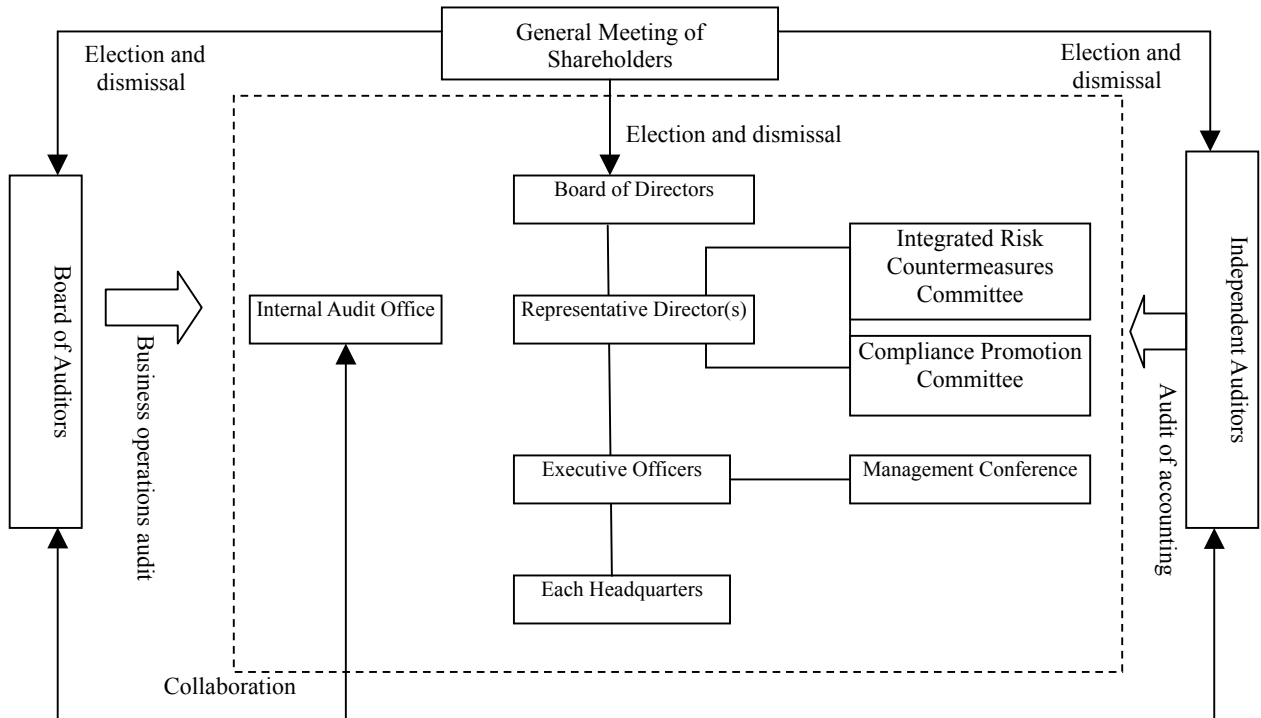 General Meeting of
Shareholders
Election and
dismissal
Election and
dismissal
Election and dismissal
Board of Directors
Integrated Risk
Countermeasures
Committee
Internal Audit Office
Representative Director(s)
Compliance Promotion
Committee
Executive Officers
Management Conference
Each Headquarters
Board of Auditors
Business operations audit
Independent Auditors
Audit of accounting
Collaboration